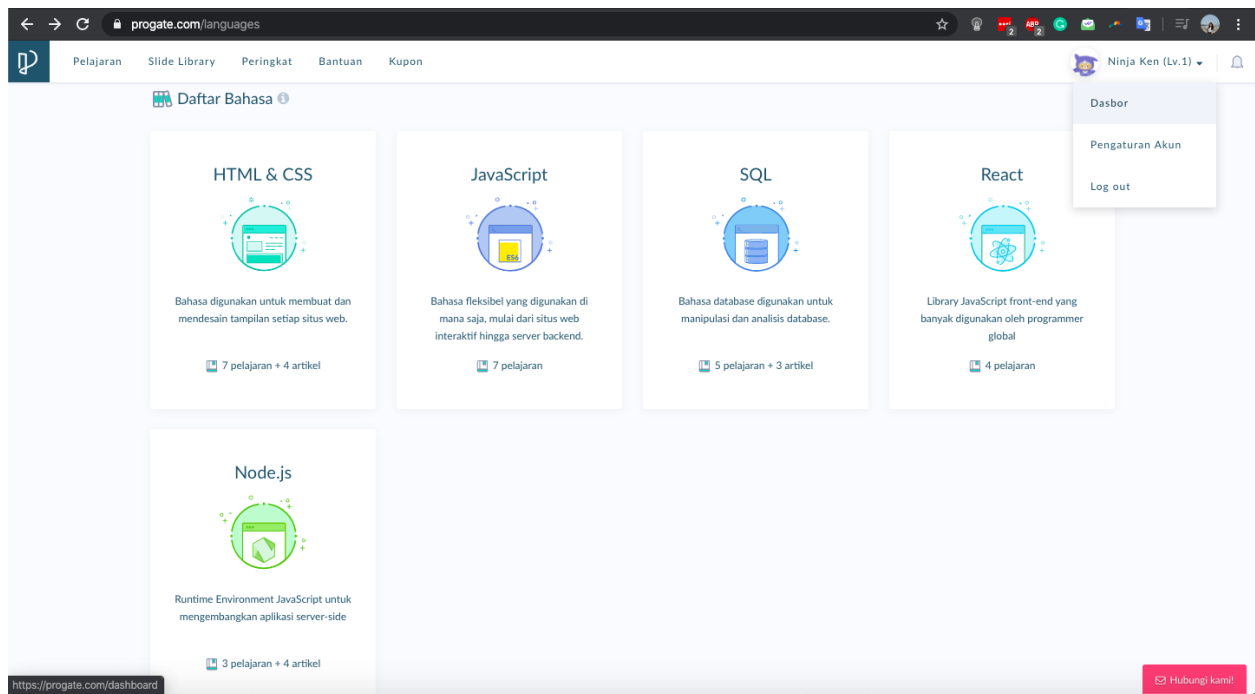 progate.com/languages
2
ABP
2
Pelajaran Slide Library Peringkat Bantuan Kupon Ninja Ken (Lv.1)
Daftar Bahasa
Dasbor
Pengaturan Akun
Log out
HTML & CSS
Bahasa digunakan untuk membuat dan
mendesain tampilan setiap situs web.
7 pelajaran + 4 artikel
JavaScript
ES6
Bahasa fleksibel yang digunakan di
mana saja, mulai dari situs web
interaktif hingga server backend.
7 pelajaran
SQL
Bahasa database digunakan untuk
manipulasi dan analisis database.
5 pelajaran + 3 artikel
React
Library JavaScript front-end yang
banyak digunakan oleh programmer
global
4 pelajaran
Node.js
Runtime Environment JavaScript untuk
mengembangkan aplikasi server-side
3 pelajaran + 4 artikel
https://progate.com/dashboard
Hubungi kami!